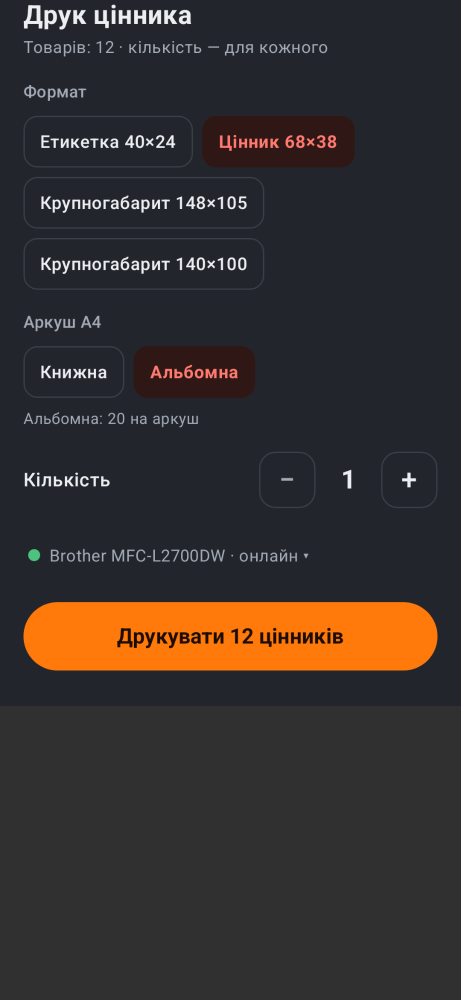 Друк цінника
Товарів: 12 · кількість — для кожного
Формат
Етикетка 40×24
Цінник 68×38
Крупногабарит 148×105
Крупногабарит 140×100
Аркуш A4
Книжна
Альбомна
Альбомна: 20 на аркуш
Кількість
− 1 +
Brother MFC-L2700DW · онлайн ▾
Друкувати 12 цінників